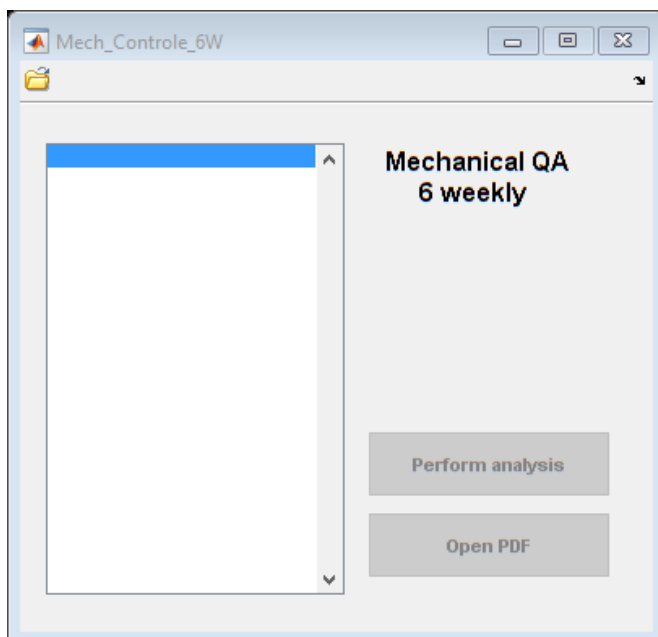 Mech_Controle_6W
Mechanical QA
6 weekly
Perform analysis
Open PDF